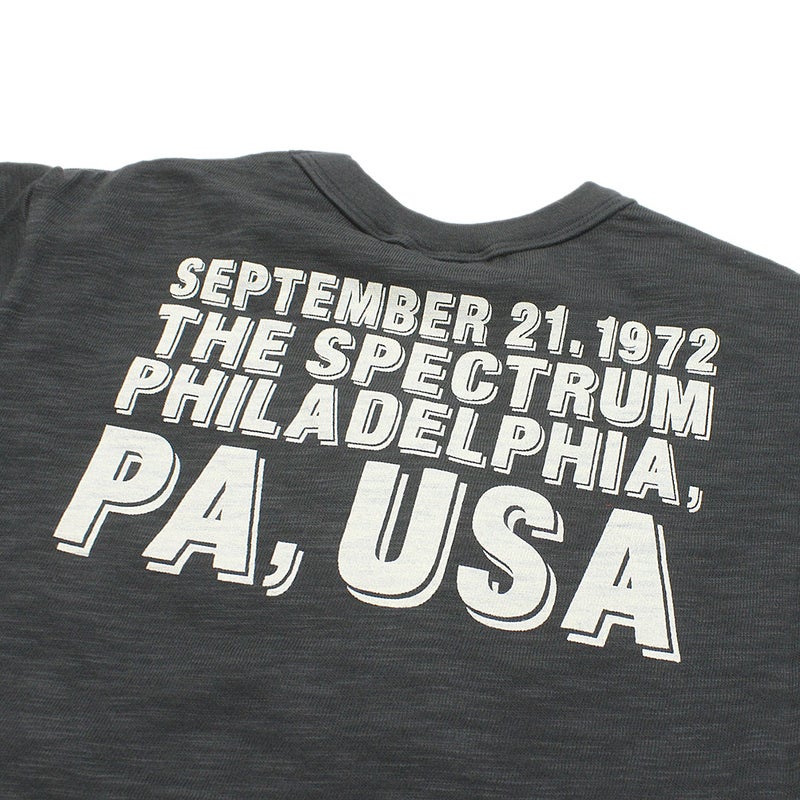 SEPTEMBER 21, 1972
THE SPECTRUM
PHILADELPHIA,
PA, USA